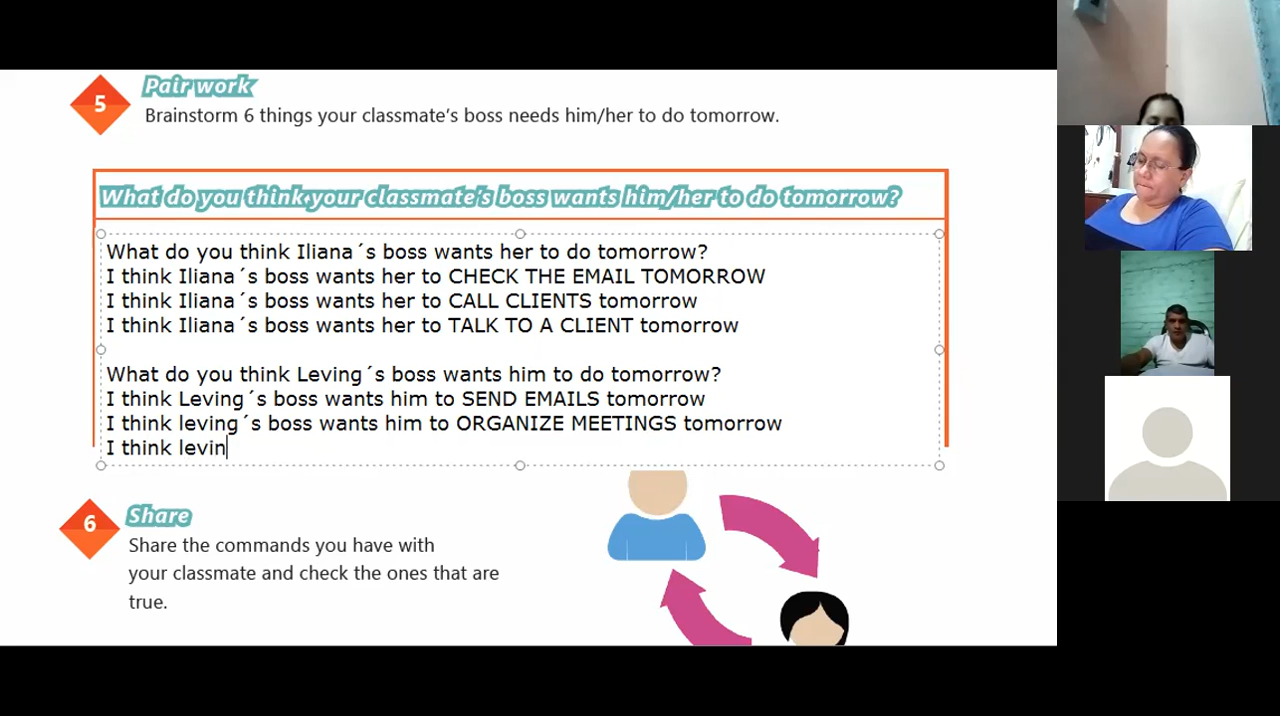 5
Pair work
Brainstorm 6 things your classmate's boss needs him/her to do tomorrow.
What do you think your classmate's boss wants him/her to do tomorrow?
What do you think Iliana´s boss wants her to do tomorrow?
I think Iliana´s boss wants her to CHECK THE EMAIL TOMORROW
I think Iliana´s boss wants her to CALL CLIENTS tomorrow
I think Iliana´s boss wants her to TALK TO A CLIENT tomorrow
What do you think Leving´s boss wants him to do tomorrow?
I think Leving´s boss wants him to SEND EMAILS tomorrow
I think leving´s boss wants him to ORGANIZE MEETINGS tomorrow
I think levin
6
Share
Share the commands you have with
your classmate and check the ones that are
true.